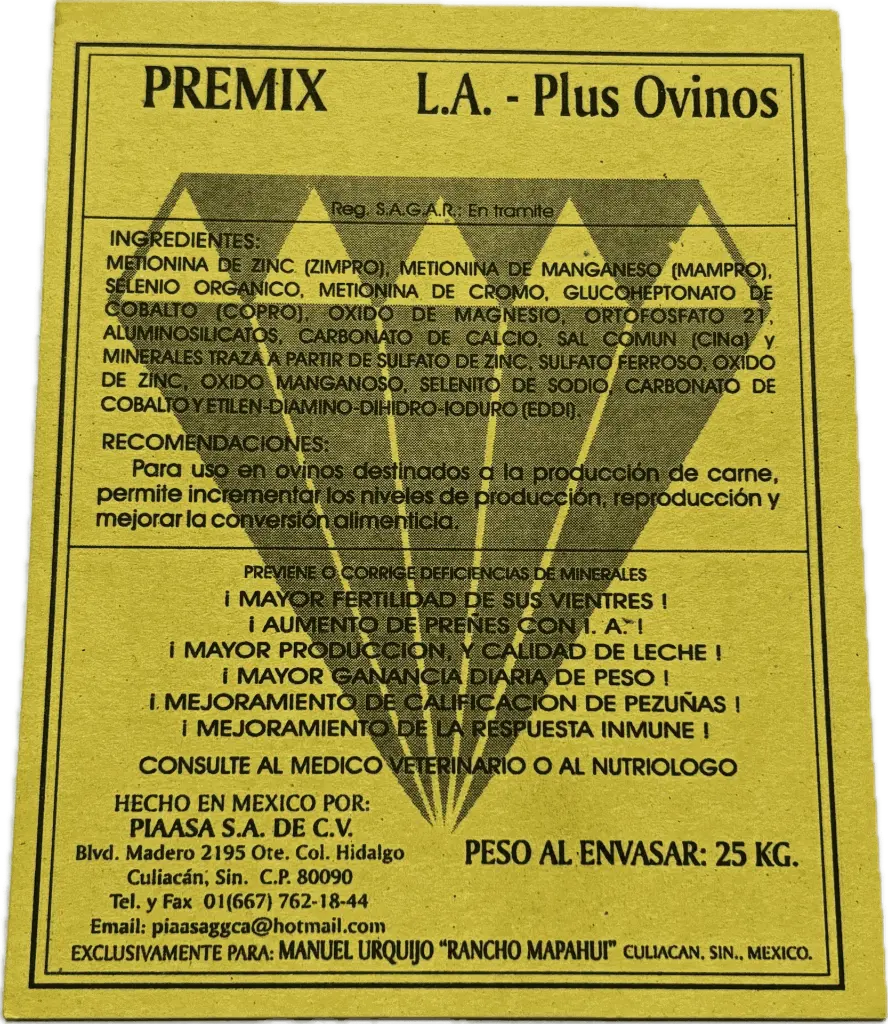 PREMIX L.A. - Plus Ovinos
Reg. S.A.G.A.R.: En tramite
INGREDIENTES:
METIONINA DE ZINC (ZIMPRO), METIONINA DE MANGANESO (MAMPRO),
SELENIO ORGANICO, METIONINA DE CROMO, GLUCOHEPTONATO DE
COBALTO (COPRO), OXIDO DE MAGNESIO, ORTOFOSFATO 21,
ALUMINOSILICATOS, CARBONATO DE CALCIO, SAL COMUN (ClNa) y
MINERALES TRAZA A PARTIR DE SULFATO DE ZINC, SULFATO FERROSO, OXIDO
DE ZINC, OXIDO MANGANOSO, SELENITO DE SODIO, CARBONATO DE
COBALTO Y ETILEN-DIAMINO-DIHIDRO-IODURO (EDDI).
RECOMENDACIONES:
Para uso en ovinos destinados a la producción de carne,
permite incrementar los niveles de producción, reproducción y
mejorar la conversión alimenticia.
PREVIENE O CORRIGE DEFICIENCIAS DE MINERALES
¡ MAYOR FERTILIDAD DE SUS VIENTRES !
¡ AUMENTO DE PREÑES CON I. A. !
¡ MAYOR PRODUCCION, Y CALIDAD DE LECHE !
¡ MAYOR GANANCIA DIARIA DE PESO !
¡ MEJORAMIENTO DE CALIFICACION DE PEZUÑAS !
¡ MEJORAMIENTO DE LA RESPUESTA INMUNE !
CONSULTE AL MEDICO VETERINARIO O AL NUTRIOLOGO
HECHO EN MEXICO POR:
PIAASA S.A. DE C.V.
Blvd. Madero 2195 Ote. Col. Hidalgo
Culiacán, Sin. C.P. 80090
Tel. y Fax 01(667) 762-18-44
Email: piaasaggca@hotmail.com
PESO AL ENVASAR: 25 KG.
EXCLUSIVAMENTE PARA: MANUEL URQUIJO "RANCHO MAPAHUI" CULIACAN, SIN., MEXICO.